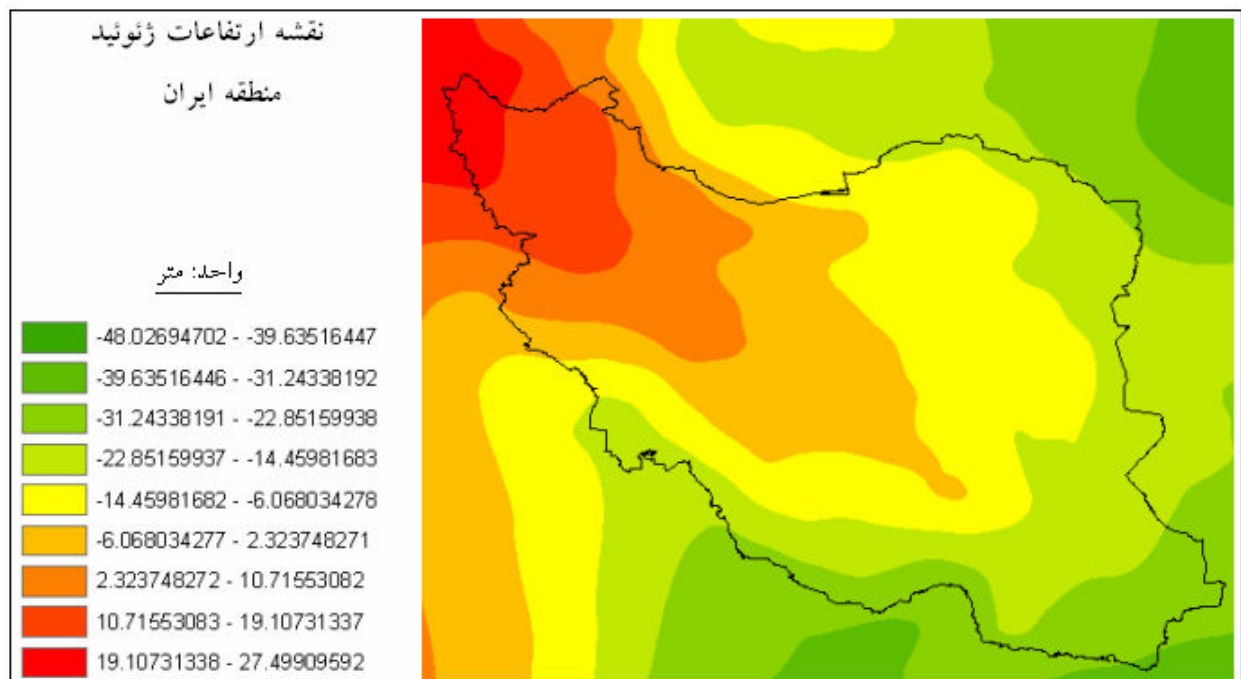 نقشه ارتفاعات ژئوئید
منطقه ایران
واحد: متر
-48.02694702 - -39.63516447
-39.63516446 - -31.24338192
-31.24338191 - -22.85159938
-22.85159937 - -14.45981683
-14.45981682 - -6.068034278
-6.068034277 - 2.323748271
2.323748272 - 10.71553082
10.71553083 - 19.10731337
19.10731338 - 27.49909592